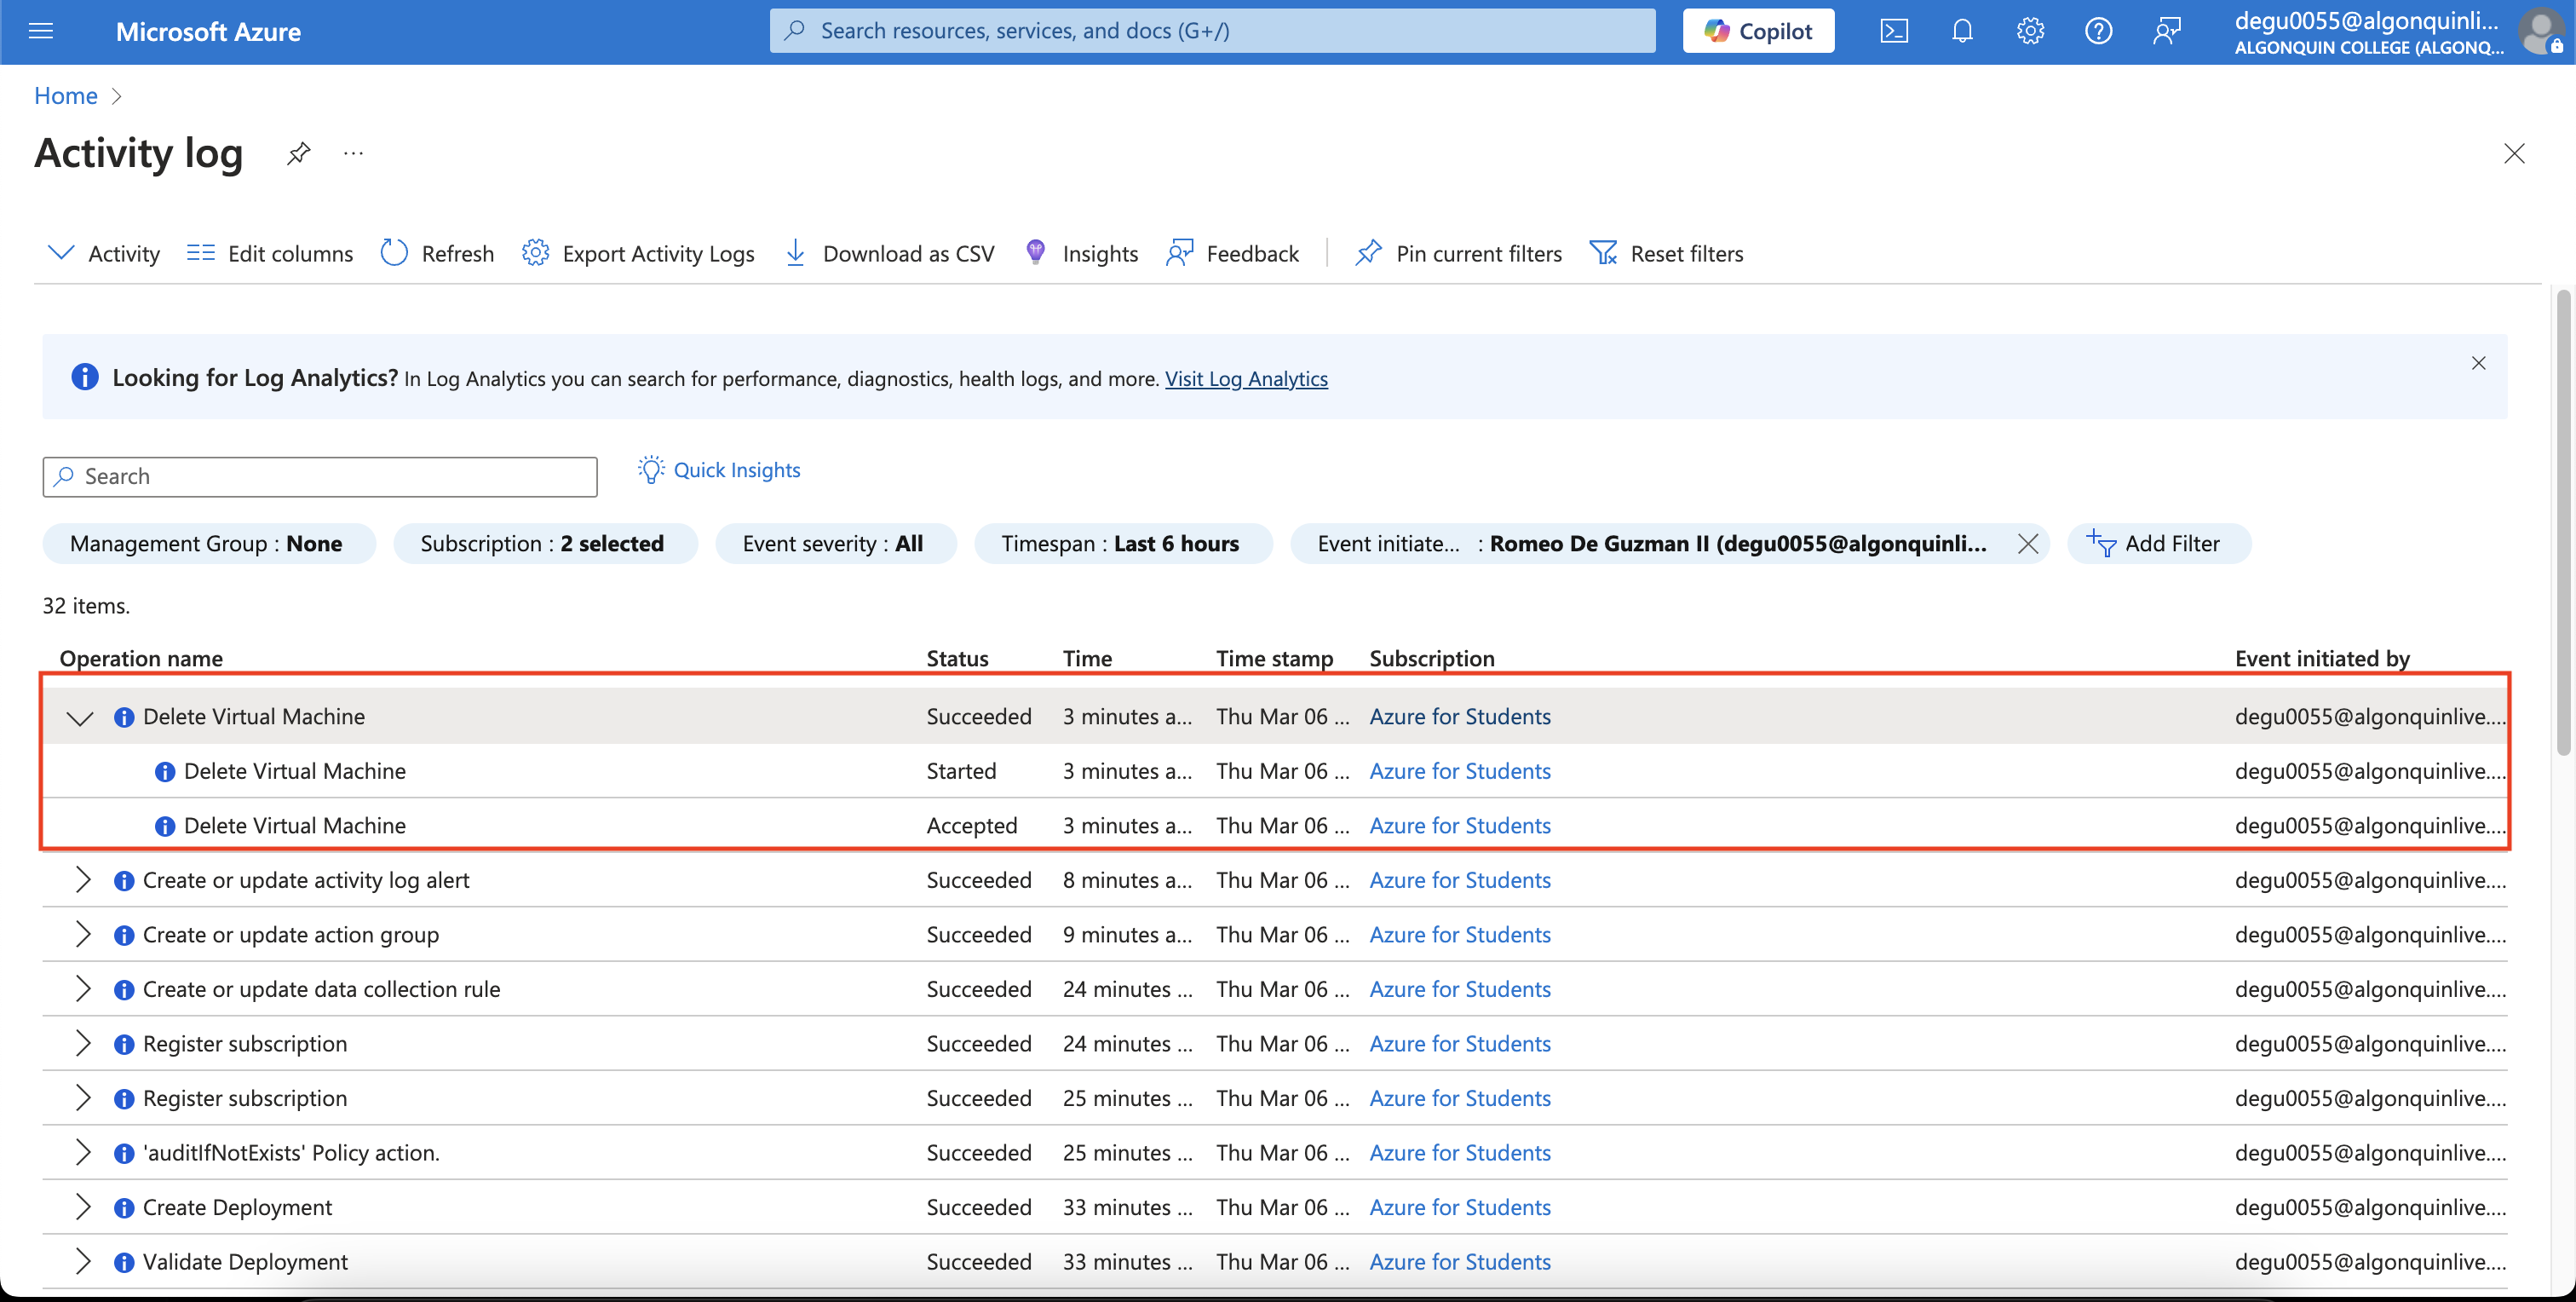 Microsoft Azure
Search resources, services, and docs (G+/)
Copilot
degu0055@algonquinli...
ALGONQUIN COLLEGE (ALGONQ...
Home
Activity log
Activity
Edit columns
Refresh
Export Activity Logs
Download as CSV
Insights
Feedback
Pin current filters
Reset filters
Looking for Log Analytics? In Log Analytics you can search for performance, diagnostics, health logs, and more. Visit Log Analytics
Search
Quick Insights
Management Group : None
Subscription : 2 selected
Event severity : All
Timespan : Last 6 hours
Event initiate... : Romeo De Guzman II (degu0055@algonquinli...
Add Filter
32 items.
Operation name Status Time Time stamp Subscription Event initiated by
Delete Virtual Machine Succeeded 3 minutes a... Thu Mar 06 ... Azure for Students degu0055@algonquinlive....
Delete Virtual Machine Started 3 minutes a... Thu Mar 06 ... Azure for Students degu0055@algonquinlive....
Delete Virtual Machine Accepted 3 minutes a... Thu Mar 06 ... Azure for Students degu0055@algonquinlive....
Create or update activity log alert Succeeded 8 minutes a... Thu Mar 06 ... Azure for Students degu0055@algonquinlive....
Create or update action group Succeeded 9 minutes a... Thu Mar 06 ... Azure for Students degu0055@algonquinlive....
Create or update data collection rule Succeeded 24 minutes ... Thu Mar 06 ... Azure for Students degu0055@algonquinlive....
Register subscription Succeeded 24 minutes ... Thu Mar 06 ... Azure for Students degu0055@algonquinlive....
Register subscription Succeeded 25 minutes ... Thu Mar 06 ... Azure for Students degu0055@algonquinlive....
'auditIfNotExists' Policy action. Succeeded 25 minutes ... Thu Mar 06 ... Azure for Students degu0055@algonquinlive....
Create Deployment Succeeded 33 minutes ... Thu Mar 06 ... Azure for Students degu0055@algonquinlive....
Validate Deployment Succeeded 33 minutes ... Thu Mar 06 ... Azure for Students degu0055@algonquinlive....